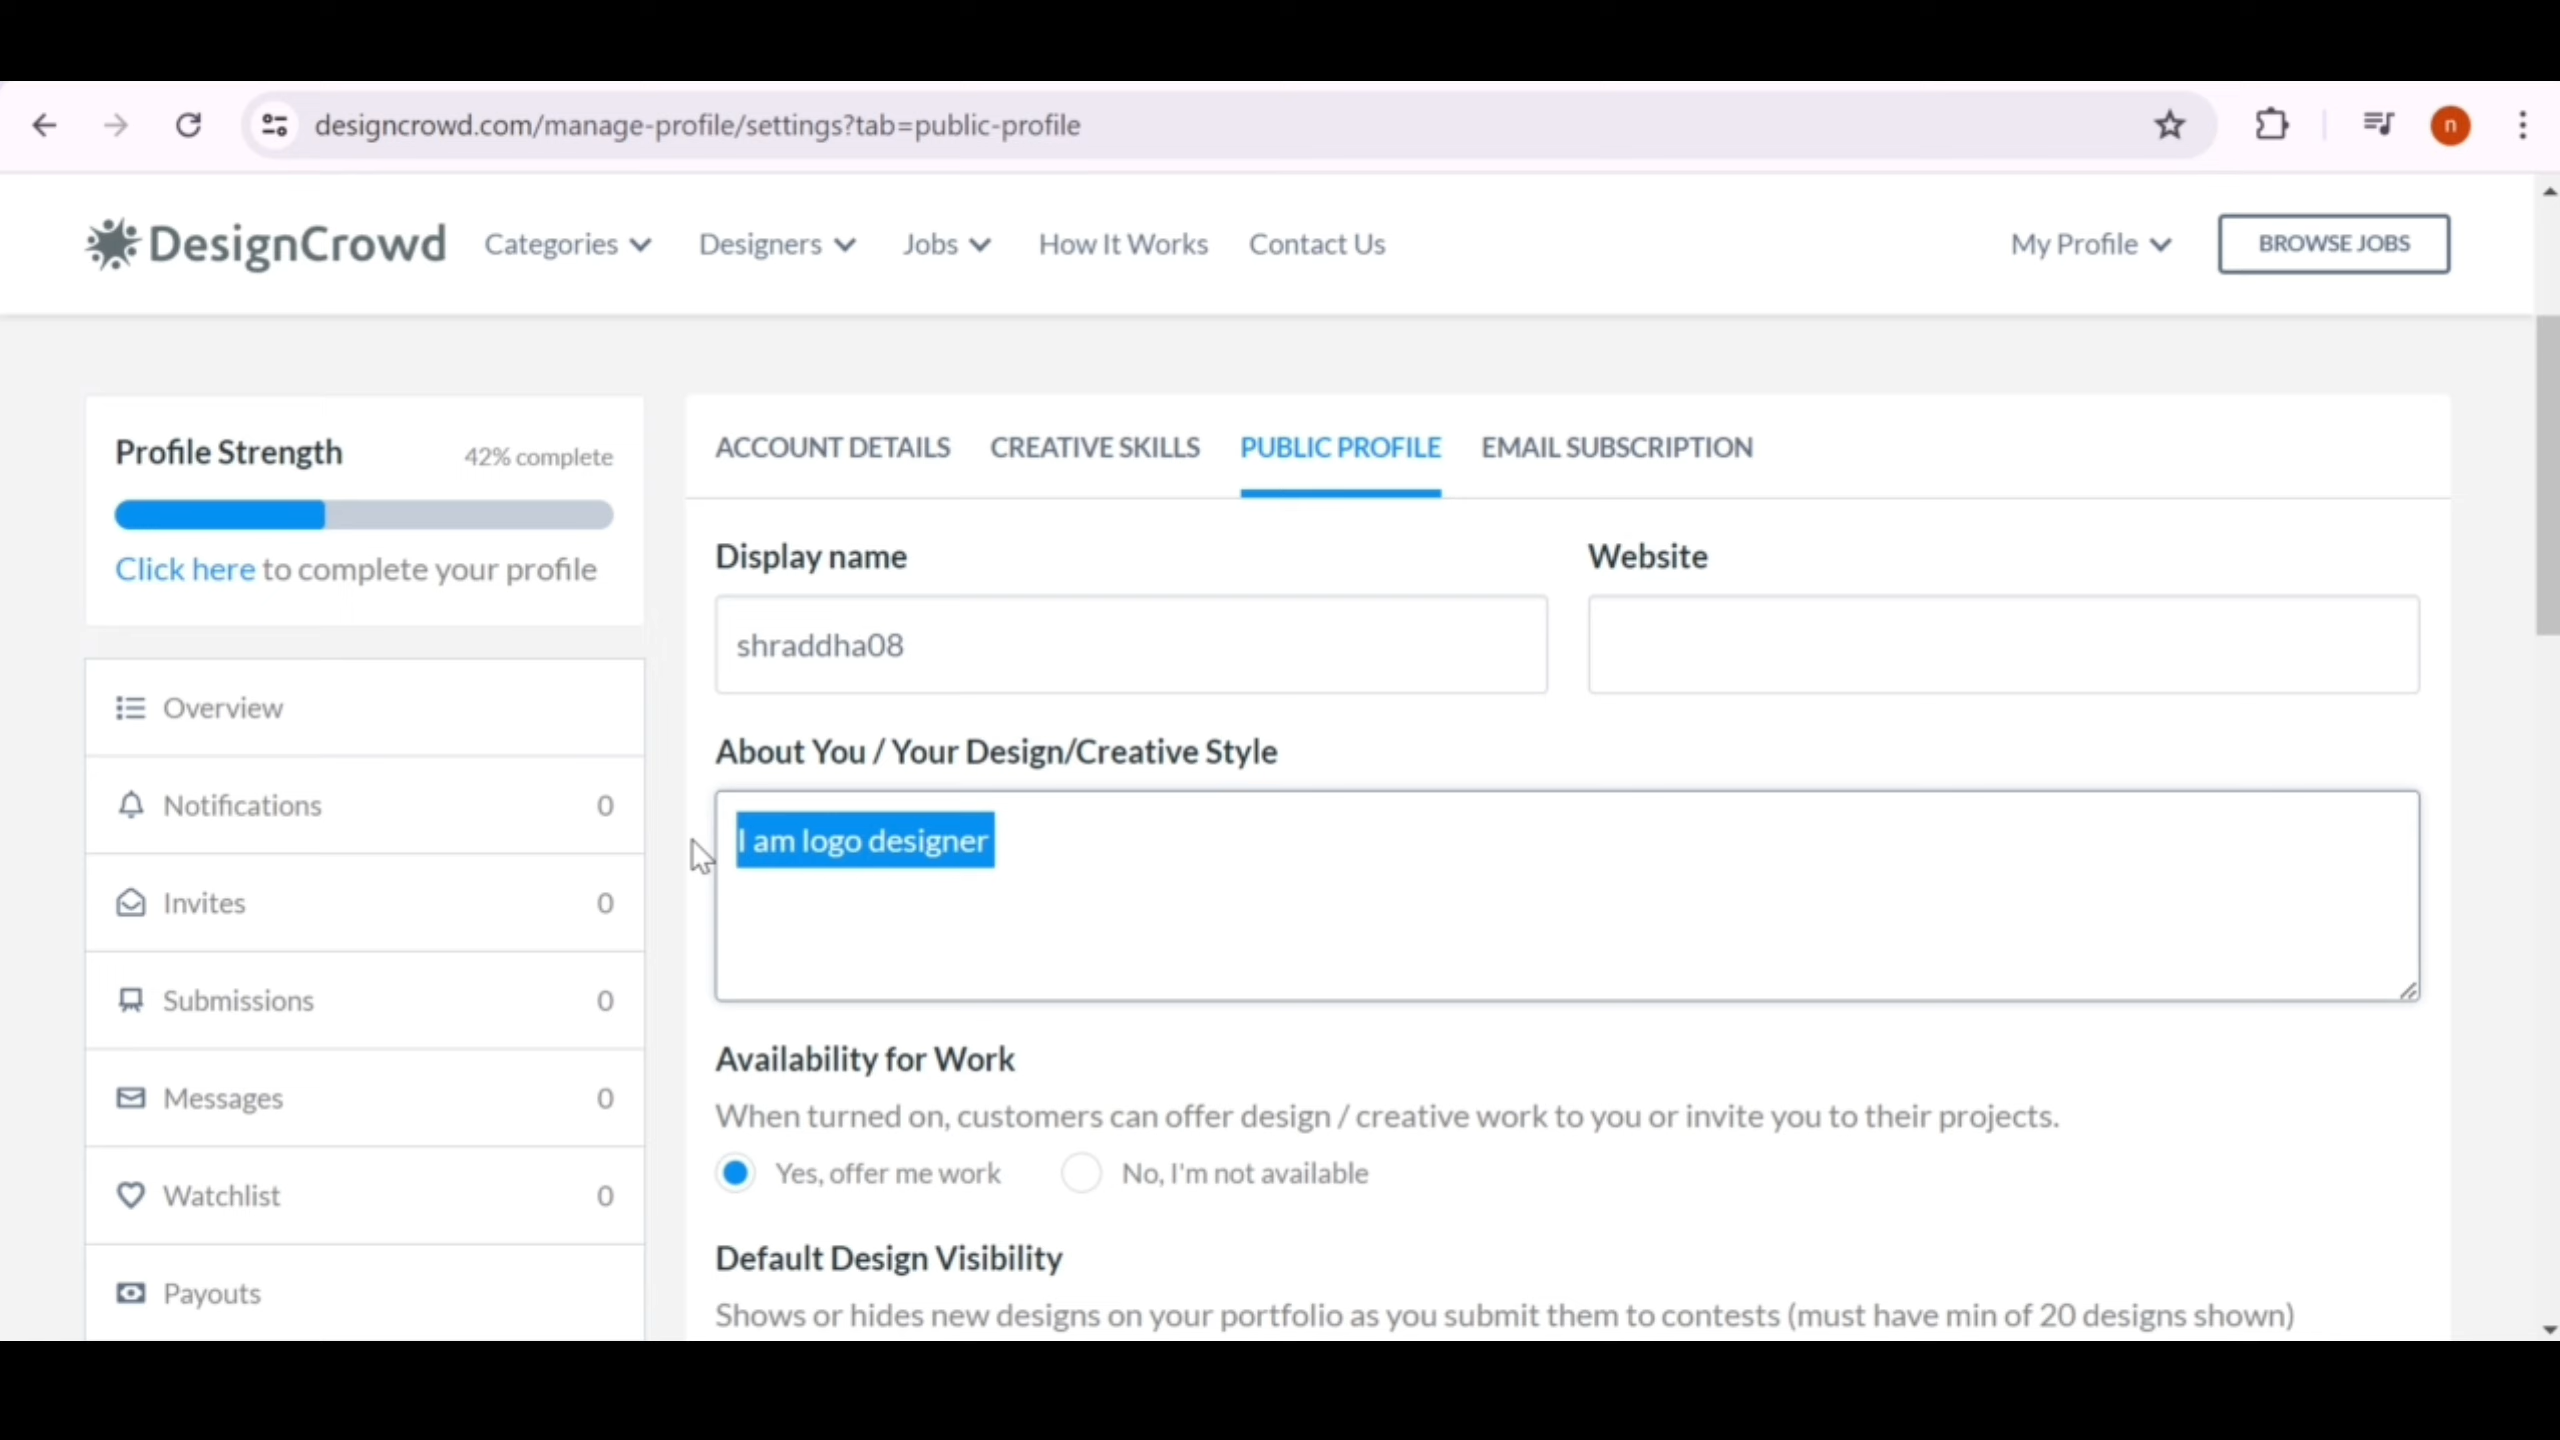 designcrowd.com/manage-profile/settings?tab=public-profile
n
DesignCrowd
Categories
Designers
Jobs
How It Works
Contact Us
My Profile
BROWSE JOBS
Profile Strength
42% complete
Click here to complete your profile
Overview
Notifications 0
Invites 0
Submissions 0
Messages 0
Watchlist 0
Payouts
ACCOUNT DETAILS
CREATIVE SKILLS
PUBLIC PROFILE
EMAIL SUBSCRIPTION
Display name
Website
shraddha08
About You / Your Design/Creative Style
I am logo designer
Availability for Work
When turned on, customers can offer design / creative work to you or invite you to their projects.
Yes, offer me work
No, I'm not available
Default Design Visibility
Shows or hides new designs on your portfolio as you submit them to contests (must have min of 20 designs shown)